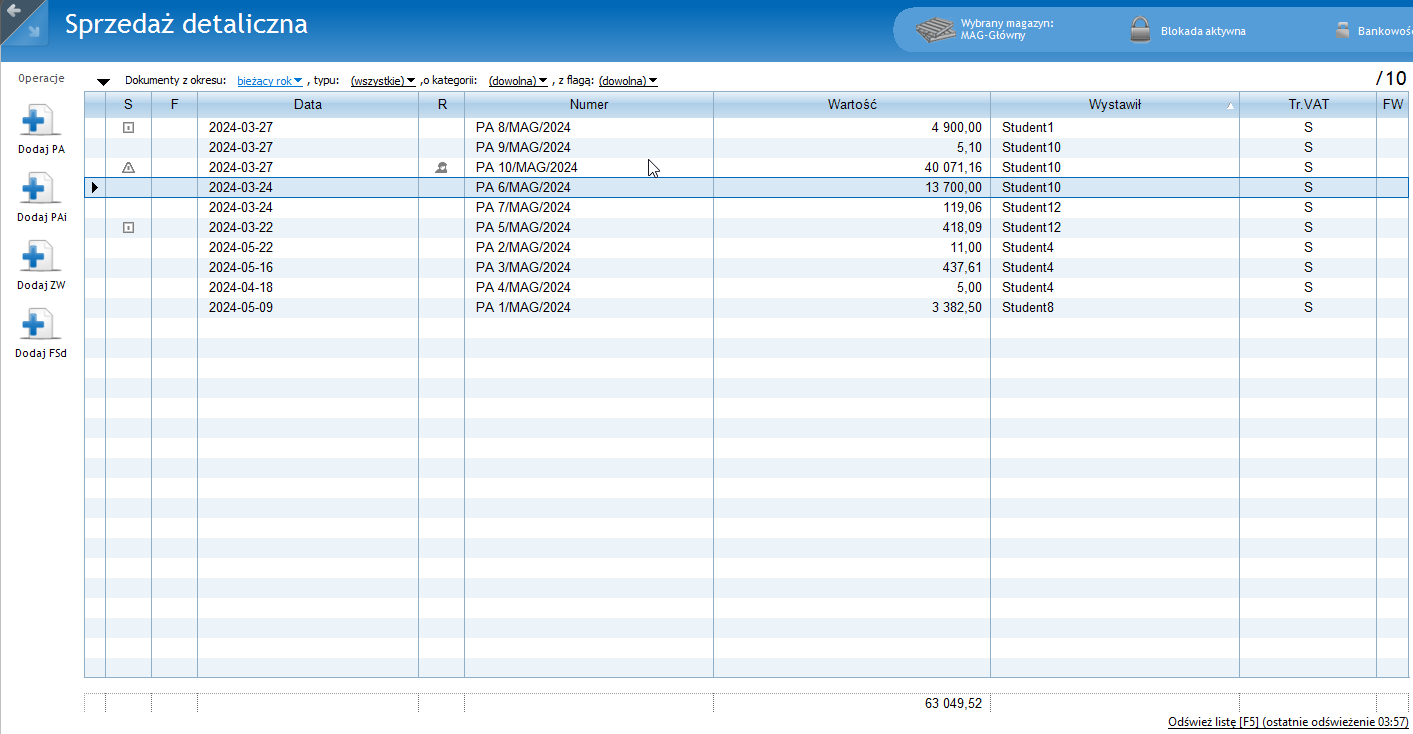 Sprzedaż detaliczna
Wybrany magazyn:
MAG-Główny
Blokada aktywna
Bankowoś
Operacje
Dokumenty z okresu: bieżący rok , typu: (wszystkie) ,o kategorii: (dowolna) , z flagą: (dowolna)
/10
S F Data R Numer Wartość Wystawił Tr.VAT FW
2024-03-27 PA 8/MAG/2024 4 900,00 Student1 S
2024-03-27 PA 9/MAG/2024 5,10 Student10 S
2024-03-27 PA 10/MAG/2024 40 071,16 Student10 S
2024-03-24 PA 6/MAG/2024 13 700,00 Student10 S
2024-03-24 PA 7/MAG/2024 119,06 Student12 S
2024-03-22 PA 5/MAG/2024 418,09 Student12 S
2024-05-22 PA 2/MAG/2024 11,00 Student4 S
2024-05-16 PA 3/MAG/2024 437,61 Student4 S
2024-04-18 PA 4/MAG/2024 5,00 Student4 S
2024-05-09 PA 1/MAG/2024 3 382,50 Student8 S
Dodaj PA
Dodaj PAi
Dodaj ZW
Dodaj FSd
63 049,52
Odśwież listę [F5] (ostatnie odświeżenie 03:57)